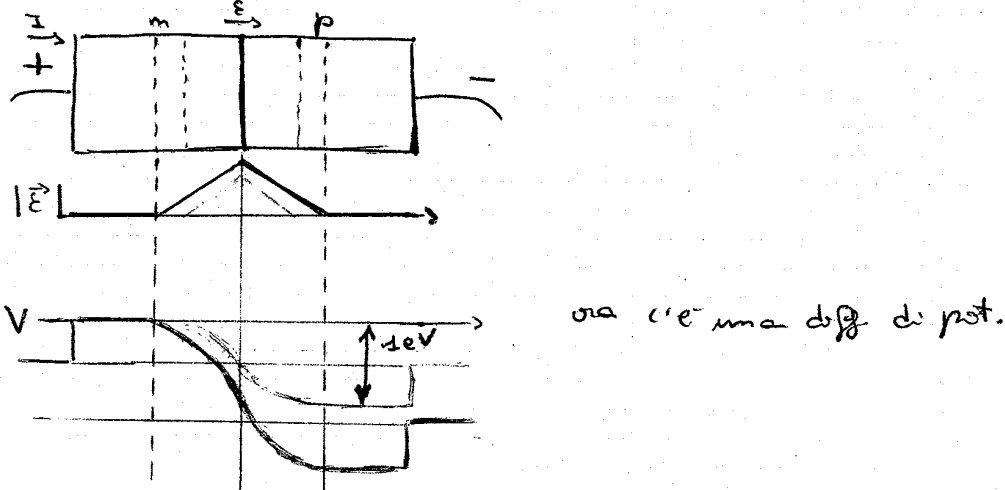 I m ε p
+ −
|ε|
V 1eV
ora c'è una diff di pot.